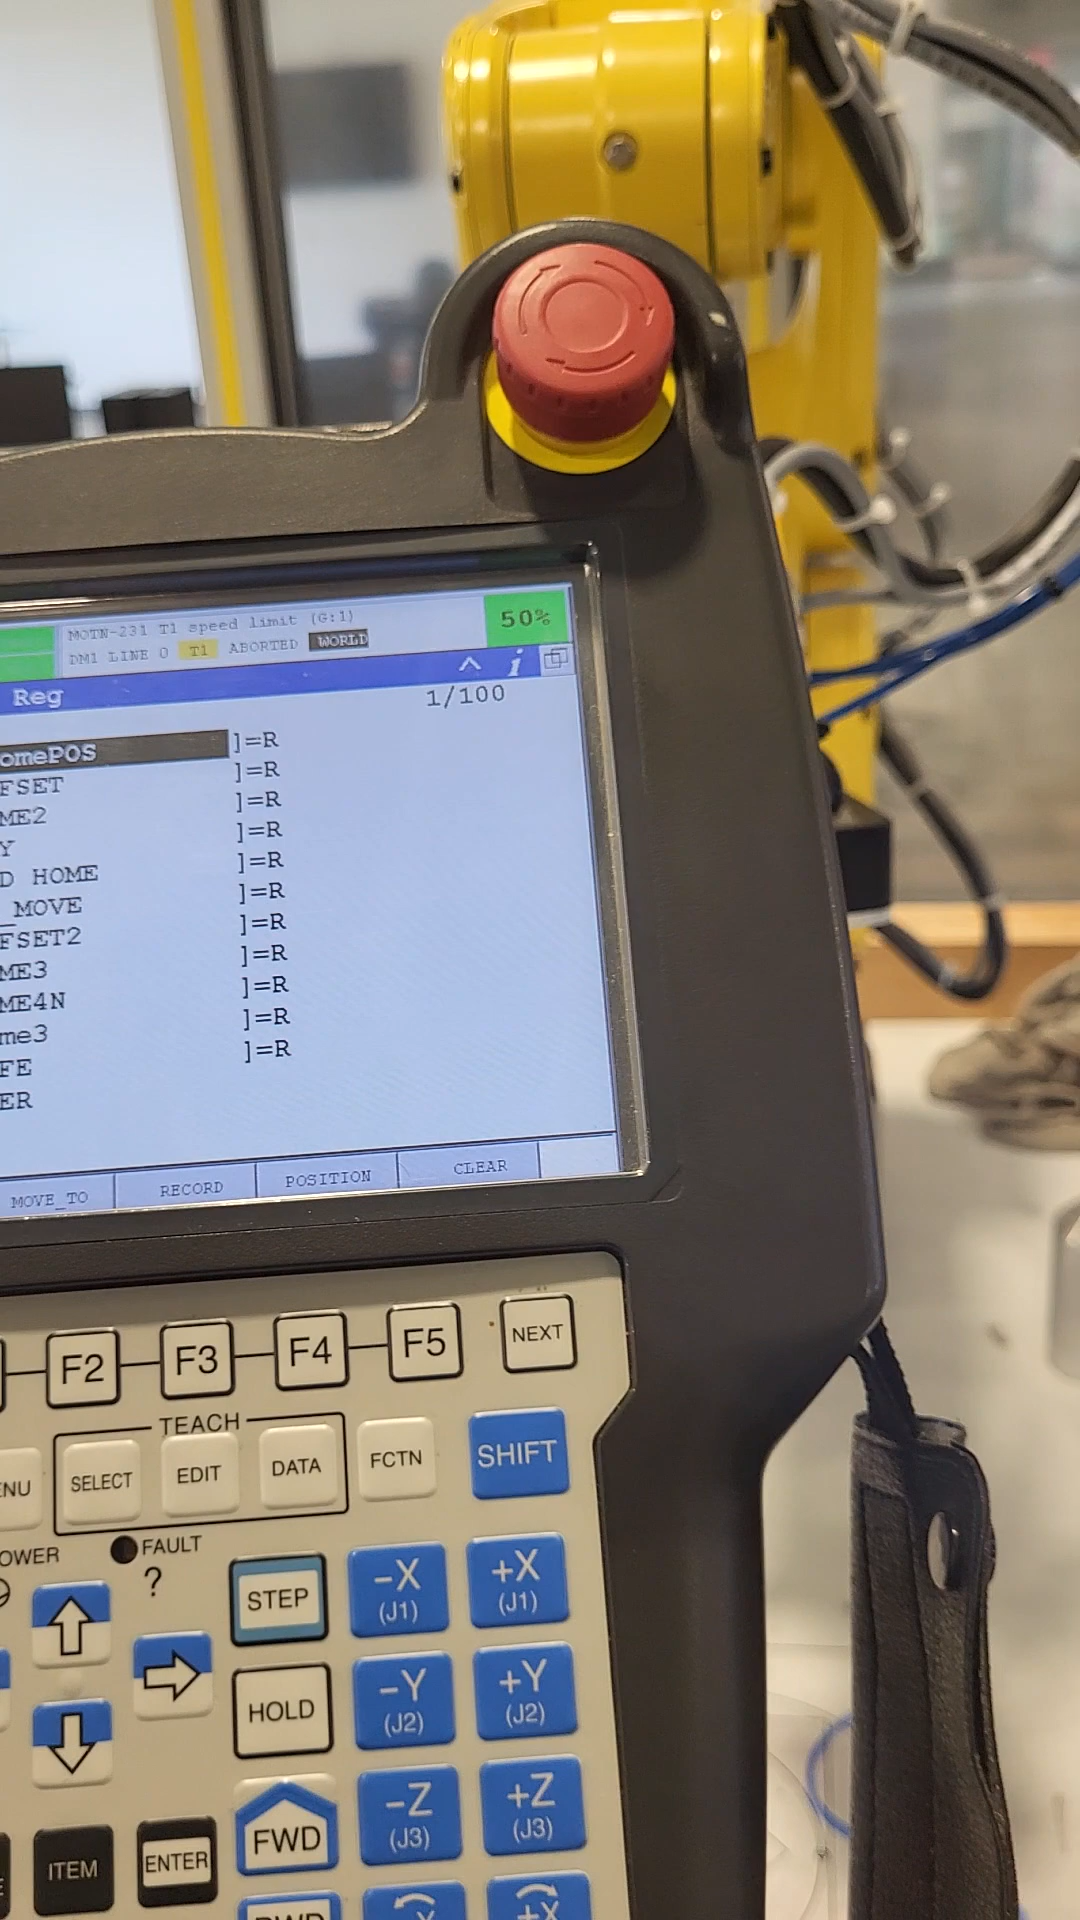 MOTN-231 T1 speed limit (G:1)
50%
DM1 LINE 0 T1 ABORTED WORLD
i
Reg
1/100
omePOS ]=R
FSET ]=R
ME2 ]=R
Y ]=R
D HOME ]=R
_MOVE ]=R
FSET2 ]=R
ME3 ]=R
ME4N ]=R
me3 ]=R
FE ]=R
ER
MOVE_TO RECORD POSITION CLEAR
F2 F3 F4 F5 NEXT
TEACH
NU SELECT EDIT DATA FCTN SHIFT
OWER FAULT
?
STEP -X (J1) +X (J1)
HOLD -Y (J2) +Y (J2)
FWD -Z (J3) +Z (J3)
ITEM ENTER
+X